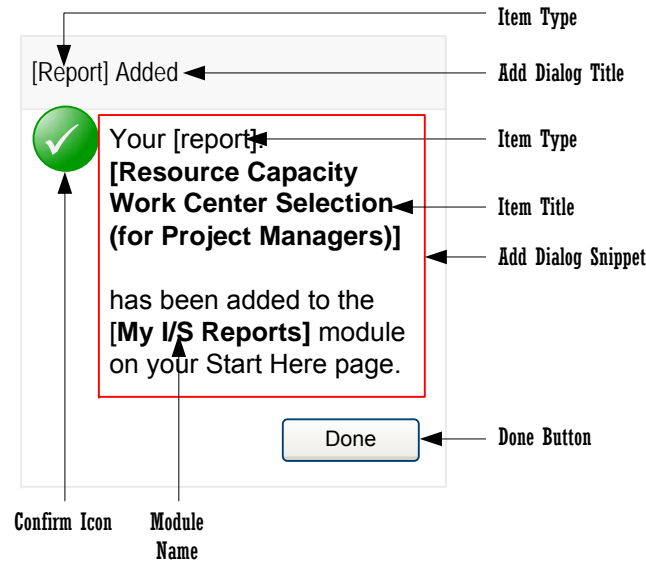 Item Type
[Report] Added
Add Dialog Title
Your [report]:
Item Type
[Resource Capacity
Work Center Selection
Item Title
(for Project Managers)]
Add Dialog Snippet
has been added to the
[My I/S Reports] module
on your Start Here page.
Done
Done Button
Confirm Icon
Module
Name